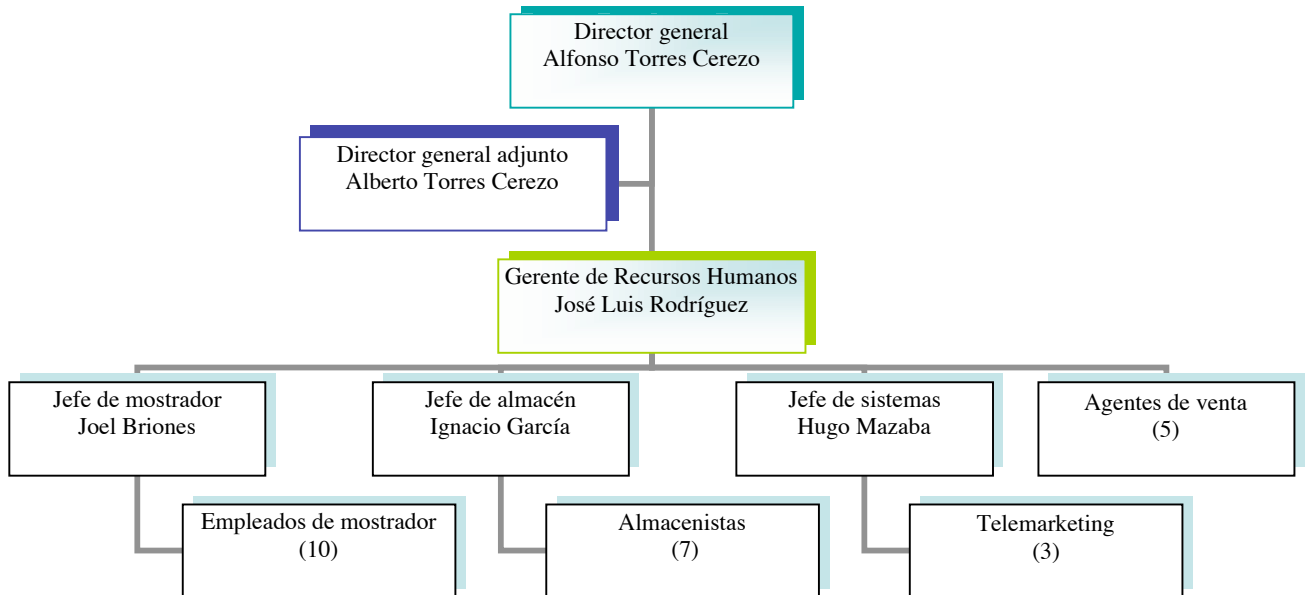 Director general
Alfonso Torres Cerezo
Director general adjunto
Alberto Torres Cerezo
Gerente de Recursos Humanos
José Luis Rodríguez
Jefe de mostrador
Joel Briones
Jefe de almacén
Ignacio García
Jefe de sistemas
Hugo Mazaba
Agentes de venta
(5)
Empleados de mostrador
(10)
Almacenistas
(7)
Telemarketing
(3)